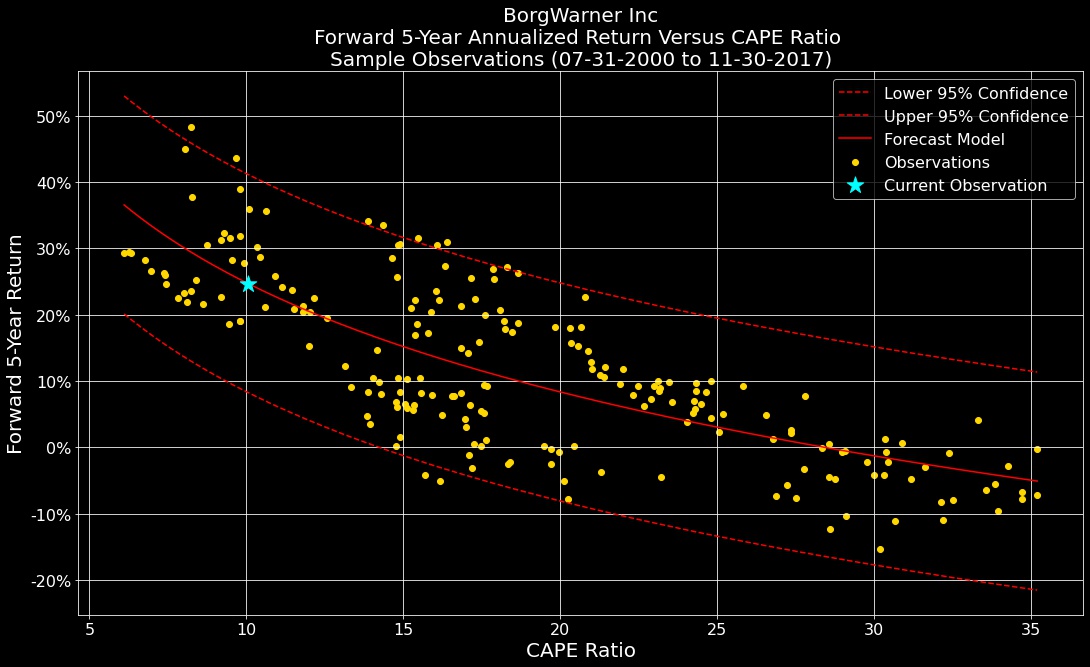 BorgWarner Inc
Forward 5-Year Annualized Return Versus CAPE Ratio
Sample Observations (07-31-2000 to 11-30-2017)
Lower 95% Confidence
Upper 95% Confidence
Forecast Model
Observations
Current Observation
Forward 5-Year Return
50%
40%
30%
20%
10%
0%
-10%
-20%
5 10 15 20 25 30 35
CAPE Ratio